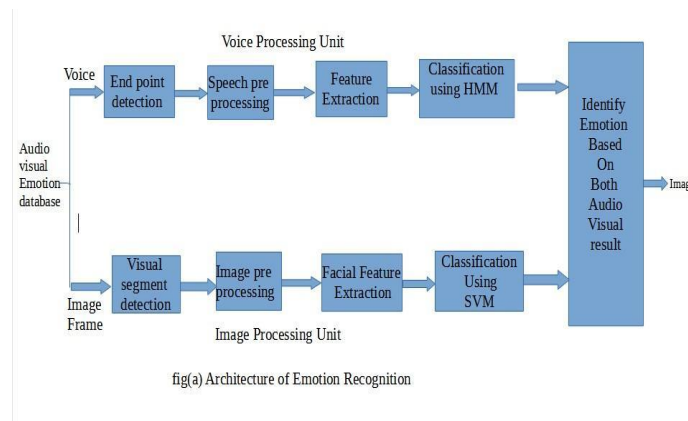 Voice Processing Unit
Voice
End point
detection
Speech pre
processing
Feature
Extraction
Classification
using HMM
Identify
Emotion
Based
On
Both
Audio
Visual
result
Audio
visual
Emotion
database
Imag
Image
Frame
Visual
segment
detection
Image pre
processing
Facial Feature
Extraction
Classification
Using
SVM
Image Processing Unit
fig(a) Architecture of Emotion Recognition